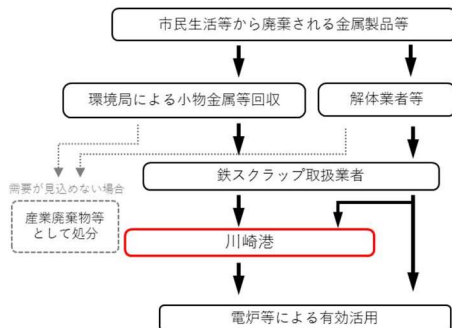 市民生活等から廃棄される金属製品等
環境局による小物金属等回収
解体業者等
鉄スクラップ取扱業者
需要が見込めない場合
産業廃棄物等
として処分
川崎港
電炉等による有効活用